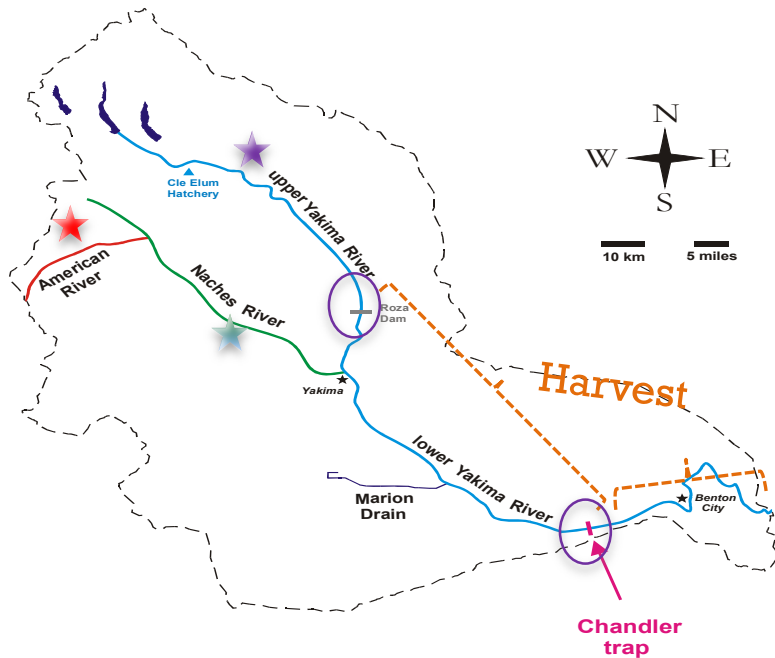 N
W
E
S
10 km
5 miles
Cle Elum
Hatchery
upper Yakima River
American
River
Naches River
Roza
Dam
Yakima
Harvest
lower Yakima River
Marion
Drain
Benton
City
Chandler
trap